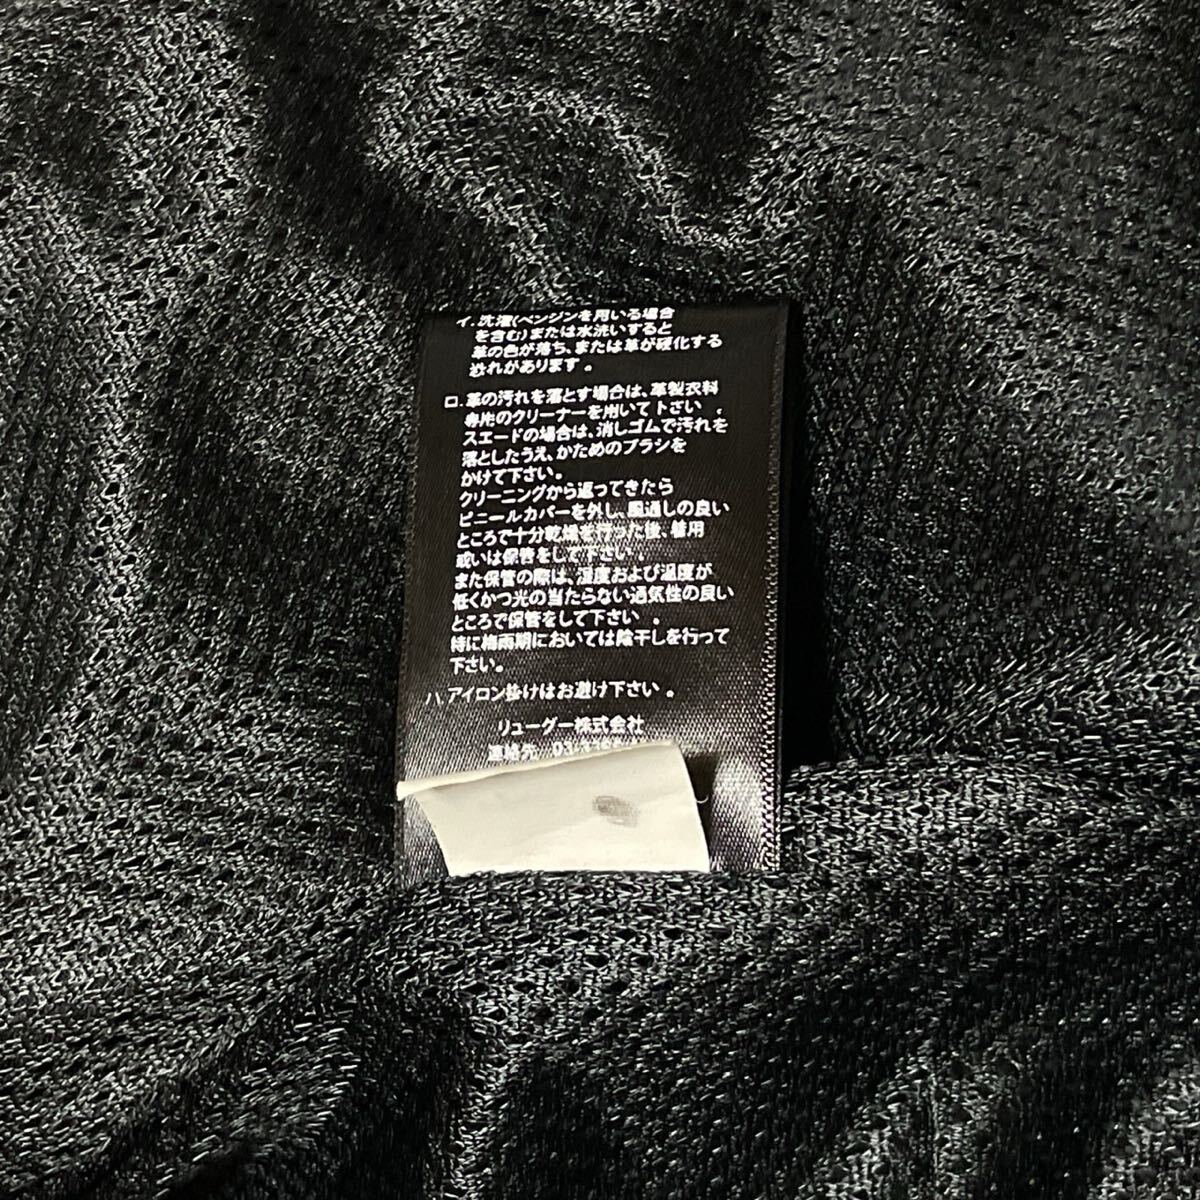 イ.洗濯(ベンジンを用いる場合
を含む)または水洗いすると
革の色が落ち、または革が硬化する
恐れがあります。
ロ.革の汚れを落とす場合は、革製衣料
専用のクリーナーを用いて下さい.
スエードの場合は、消しゴムで汚れを
落としたうえ、かためのブラシを
かけて下さい。
クリーニングから返ってきたら
ビニールカバーを外し、風通しの良い
ところで十分乾燥を行った後、着用
或いは保管をして下さい.
また保管の際は、湿度および温度が
低くかつ光の当たらない通気性の良い
ところで保管をして下さい 。
特に梅雨期においては陰干しを行って
下さい。
ハ.アイロン掛けはお避け下さい 。
リューグー株式会社
連絡先 03-